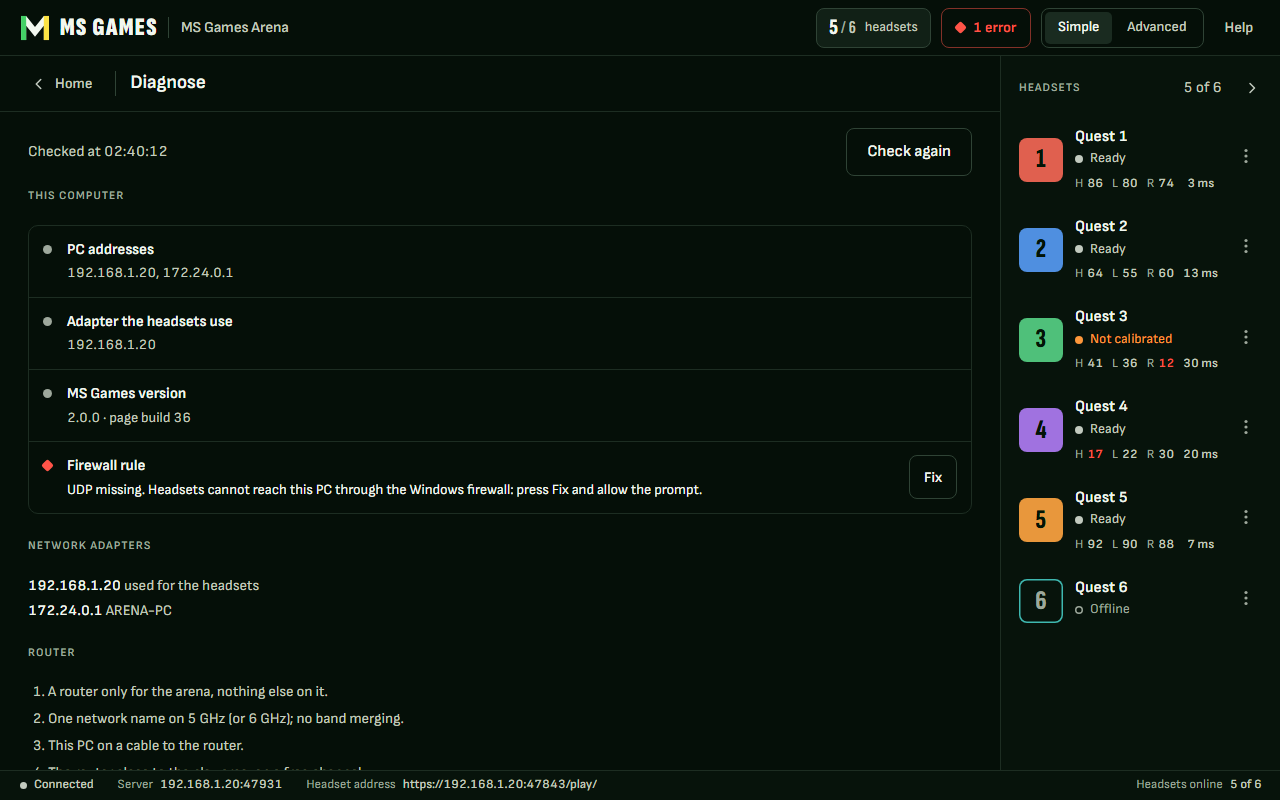 MS GAMES
MS Games Arena
5 / 6 headsets
1 error
Simple
Advanced
Help
Home
Diagnose
Checked at 02:40:12
Check again
THIS COMPUTER
PC addresses
192.168.1.20, 172.24.0.1
Adapter the headsets use
192.168.1.20
MS Games version
2.0.0 · page build 36
Firewall rule
UDP missing. Headsets cannot reach this PC through the Windows firewall: press Fix and allow the prompt.
Fix
NETWORK ADAPTERS
192.168.1.20 used for the headsets
172.24.0.1 ARENA-PC
ROUTER
1. A router only for the arena, nothing else on it.
2. One network name on 5 GHz (or 6 GHz); no band merging.
3. This PC on a cable to the router.
HEADSETS
5 of 6
1
Quest 1
Ready
H 86 L 80 R 74 3 ms
2
Quest 2
Ready
H 64 L 55 R 60 13 ms
3
Quest 3
Not calibrated
H 41 L 36 R 12 30 ms
4
Quest 4
Ready
H 17 L 22 R 30 20 ms
5
Quest 5
Ready
H 92 L 90 R 88 7 ms
6
Quest 6
Offline
Connected
Server 192.168.1.20:47931
Headset address https://192.168.1.20:47843/play/
Headsets online 5 of 6